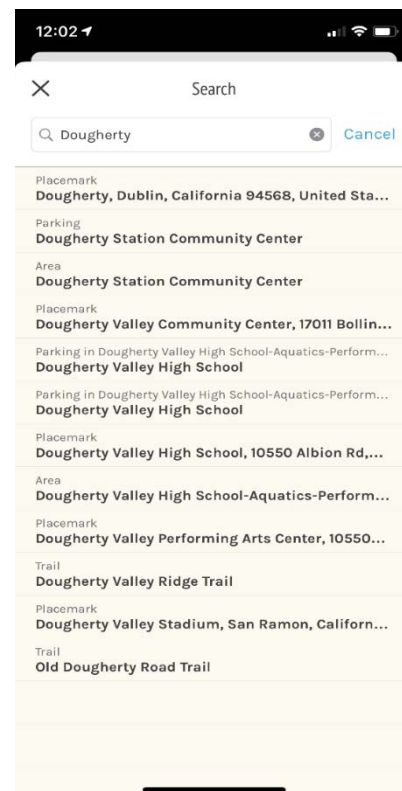 12:02
Search
Dougherty
Cancel
Placemark
Dougherty, Dublin, California 94568, United Sta...
Parking
Dougherty Station Community Center
Area
Dougherty Station Community Center
Placemark
Dougherty Valley Community Center, 17011 Bollin...
Parking in Dougherty Valley High School-Aquatics-Perform...
Dougherty Valley High School
Parking in Dougherty Valley High School-Aquatics-Perform...
Dougherty Valley High School
Placemark
Dougherty Valley High School, 10550 Albion Rd,...
Area
Dougherty Valley High School-Aquatics-Perform...
Placemark
Dougherty Valley Performing Arts Center, 10550...
Trail
Dougherty Valley Ridge Trail
Placemark
Dougherty Valley Stadium, San Ramon, Californ...
Trail
Old Dougherty Road Trail